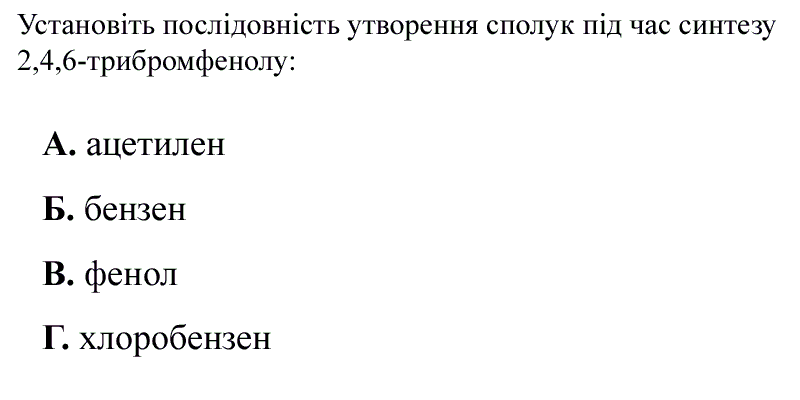 Установіть послідовність утворення сполук під час синтезу
2,4,6-трибромфенолу:
А. ацетилен
Б. бензен
В. фенол
Г. хлоробензен